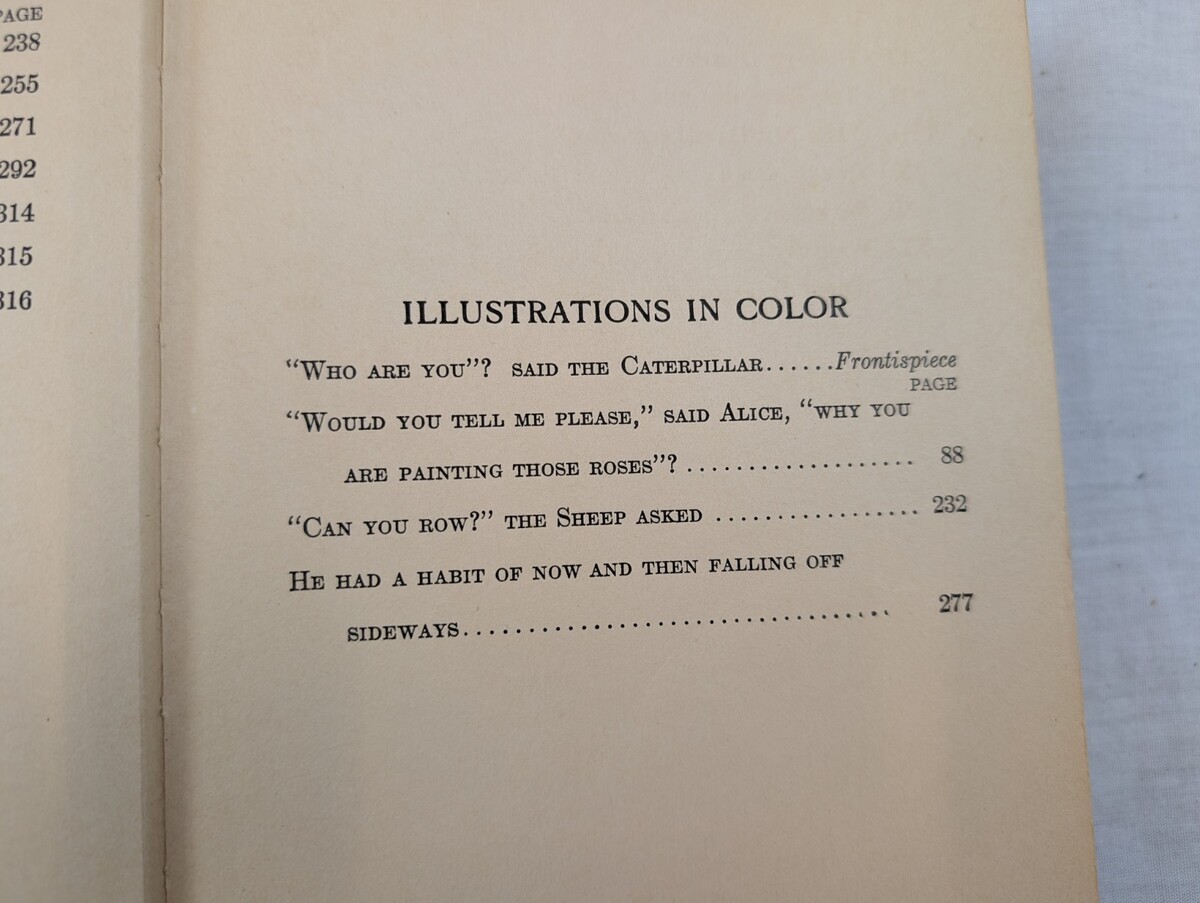 PAGE
238
255
271
292
314
315
316
ILLUSTRATIONS IN COLOR
“Who are you”? said the Caterpillar......Frontispiece
PAGE
“Would you tell me please,” said Alice, “why you
are painting those roses”?................... 88
“Can you row?” the Sheep asked ................ 232
He had a habit of now and then falling off
sideways.................................. 277